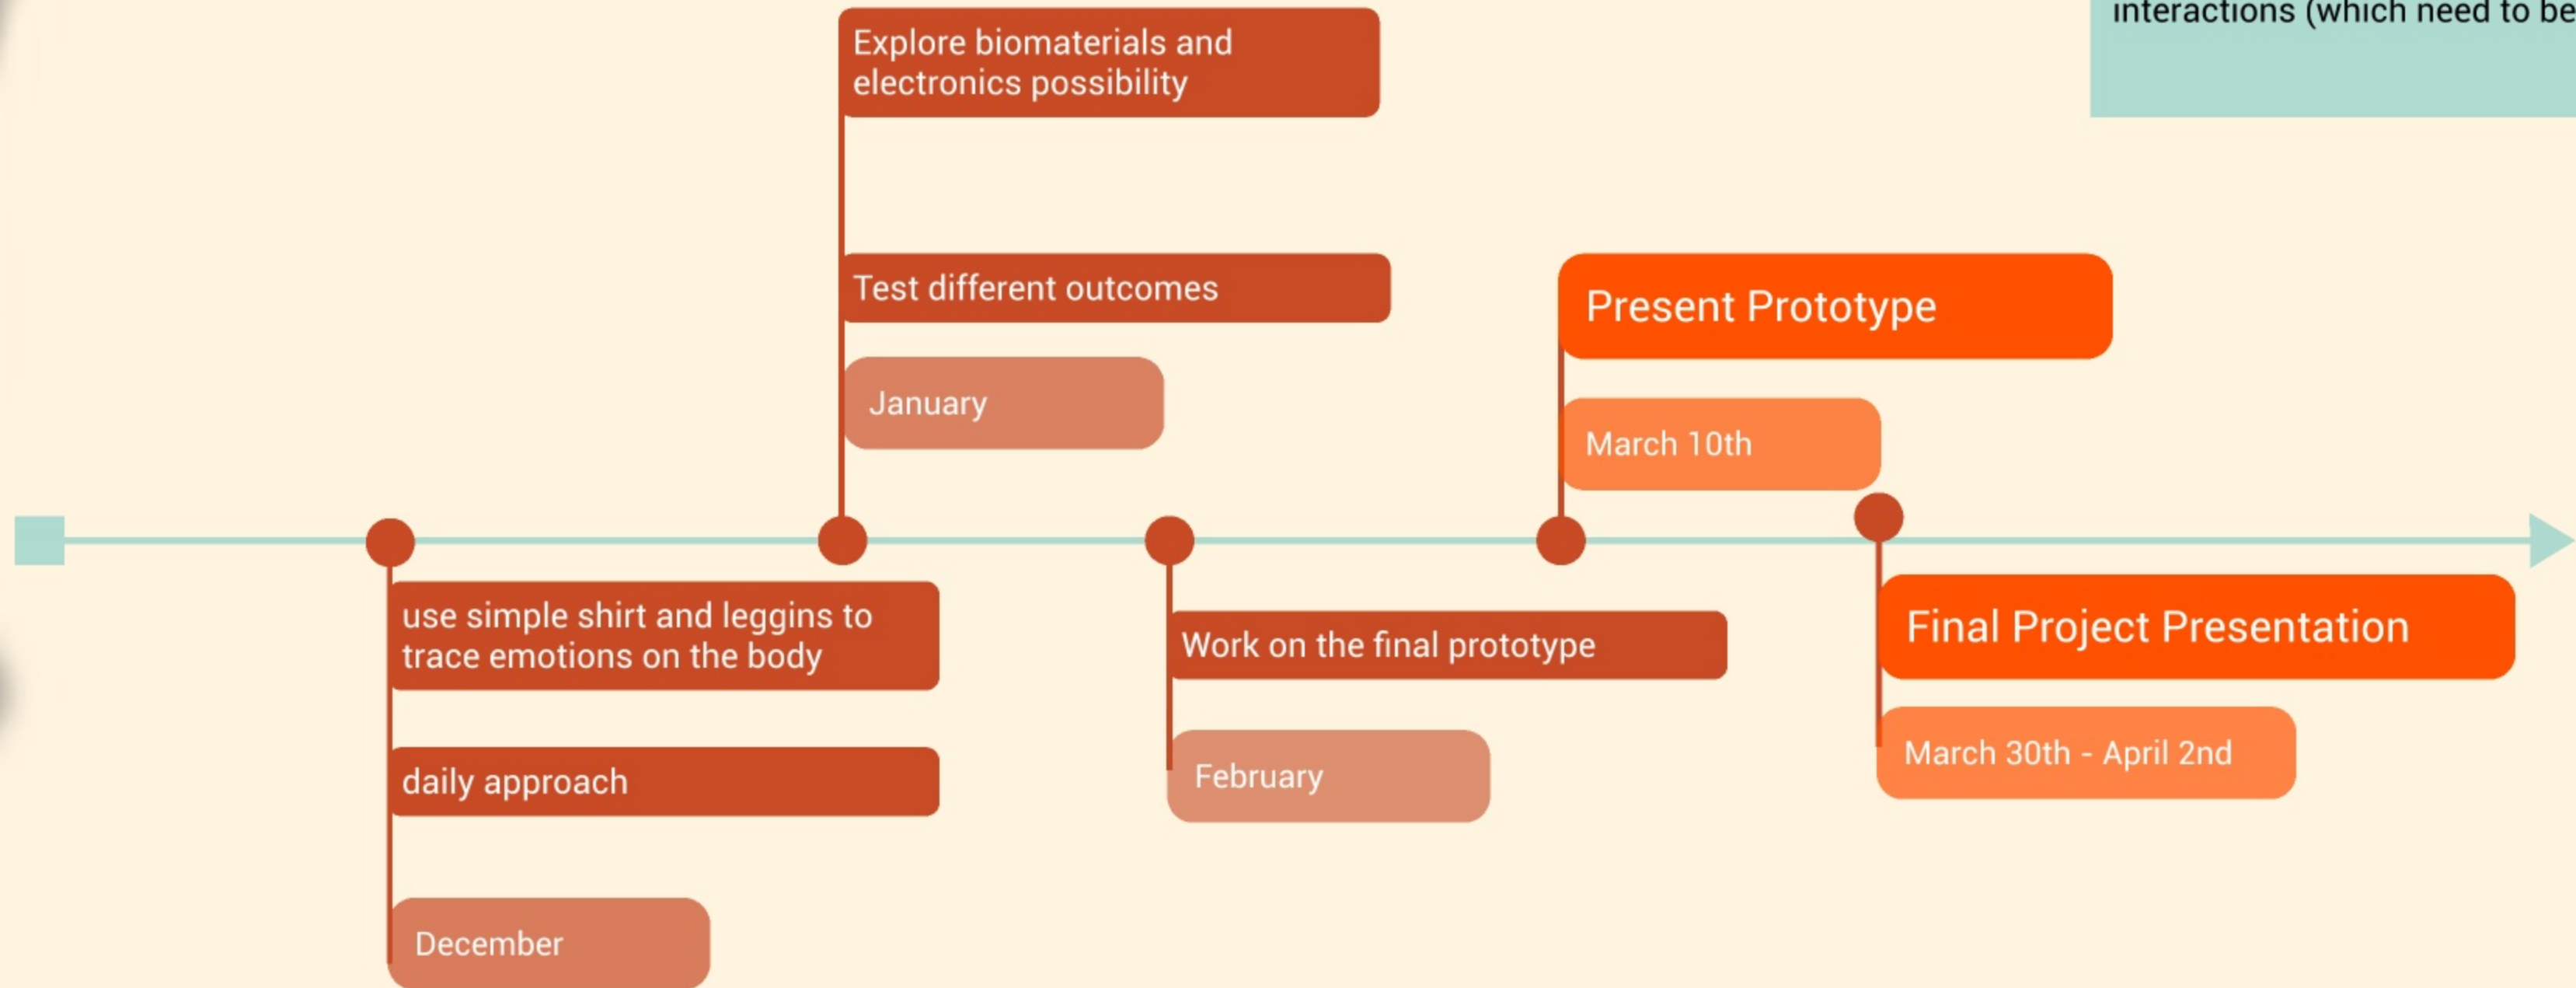 interactions (which need to be
Explore biomaterials and
electronics possibility
Test different outcomes
January
Present Prototype
March 10th
use simple shirt and leggins to
trace emotions on the body
daily approach
December
Work on the final prototype
February
Final Project Presentation
March 30th - April 2nd